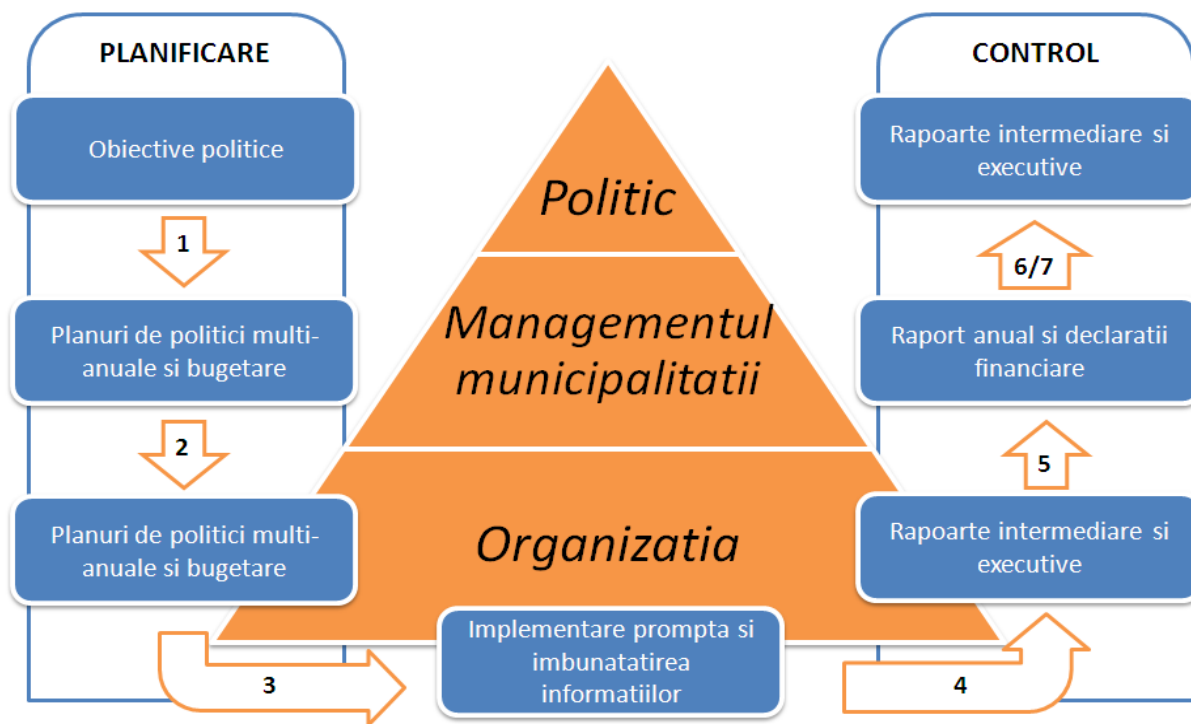 PLANIFICARE
Obiective politice
1
Planuri de politici multi-
anuale si bugetare
2
Planuri de politici multi-
anuale si bugetare
3
Politic
Managementul
municipalitatii
Organizatia
Implementare prompta si
imbunatatirea
informatiilor
CONTROL
Rapoarte intermediare si
executive
6/7
Raport anual si declaratii
financiare
5
Rapoarte intermediare si
executive
4